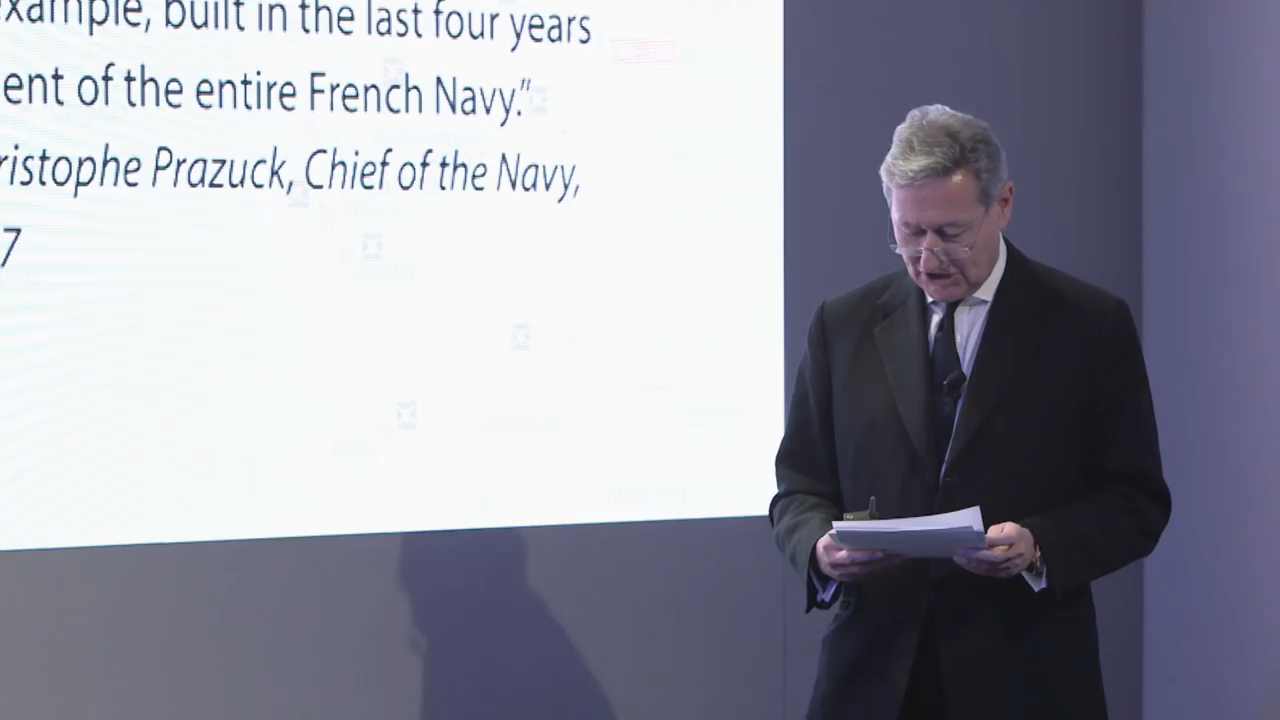 example, built in the last four years
ent of the entire French Navy.”
ristophe Prazuck, Chief of the Navy,
7